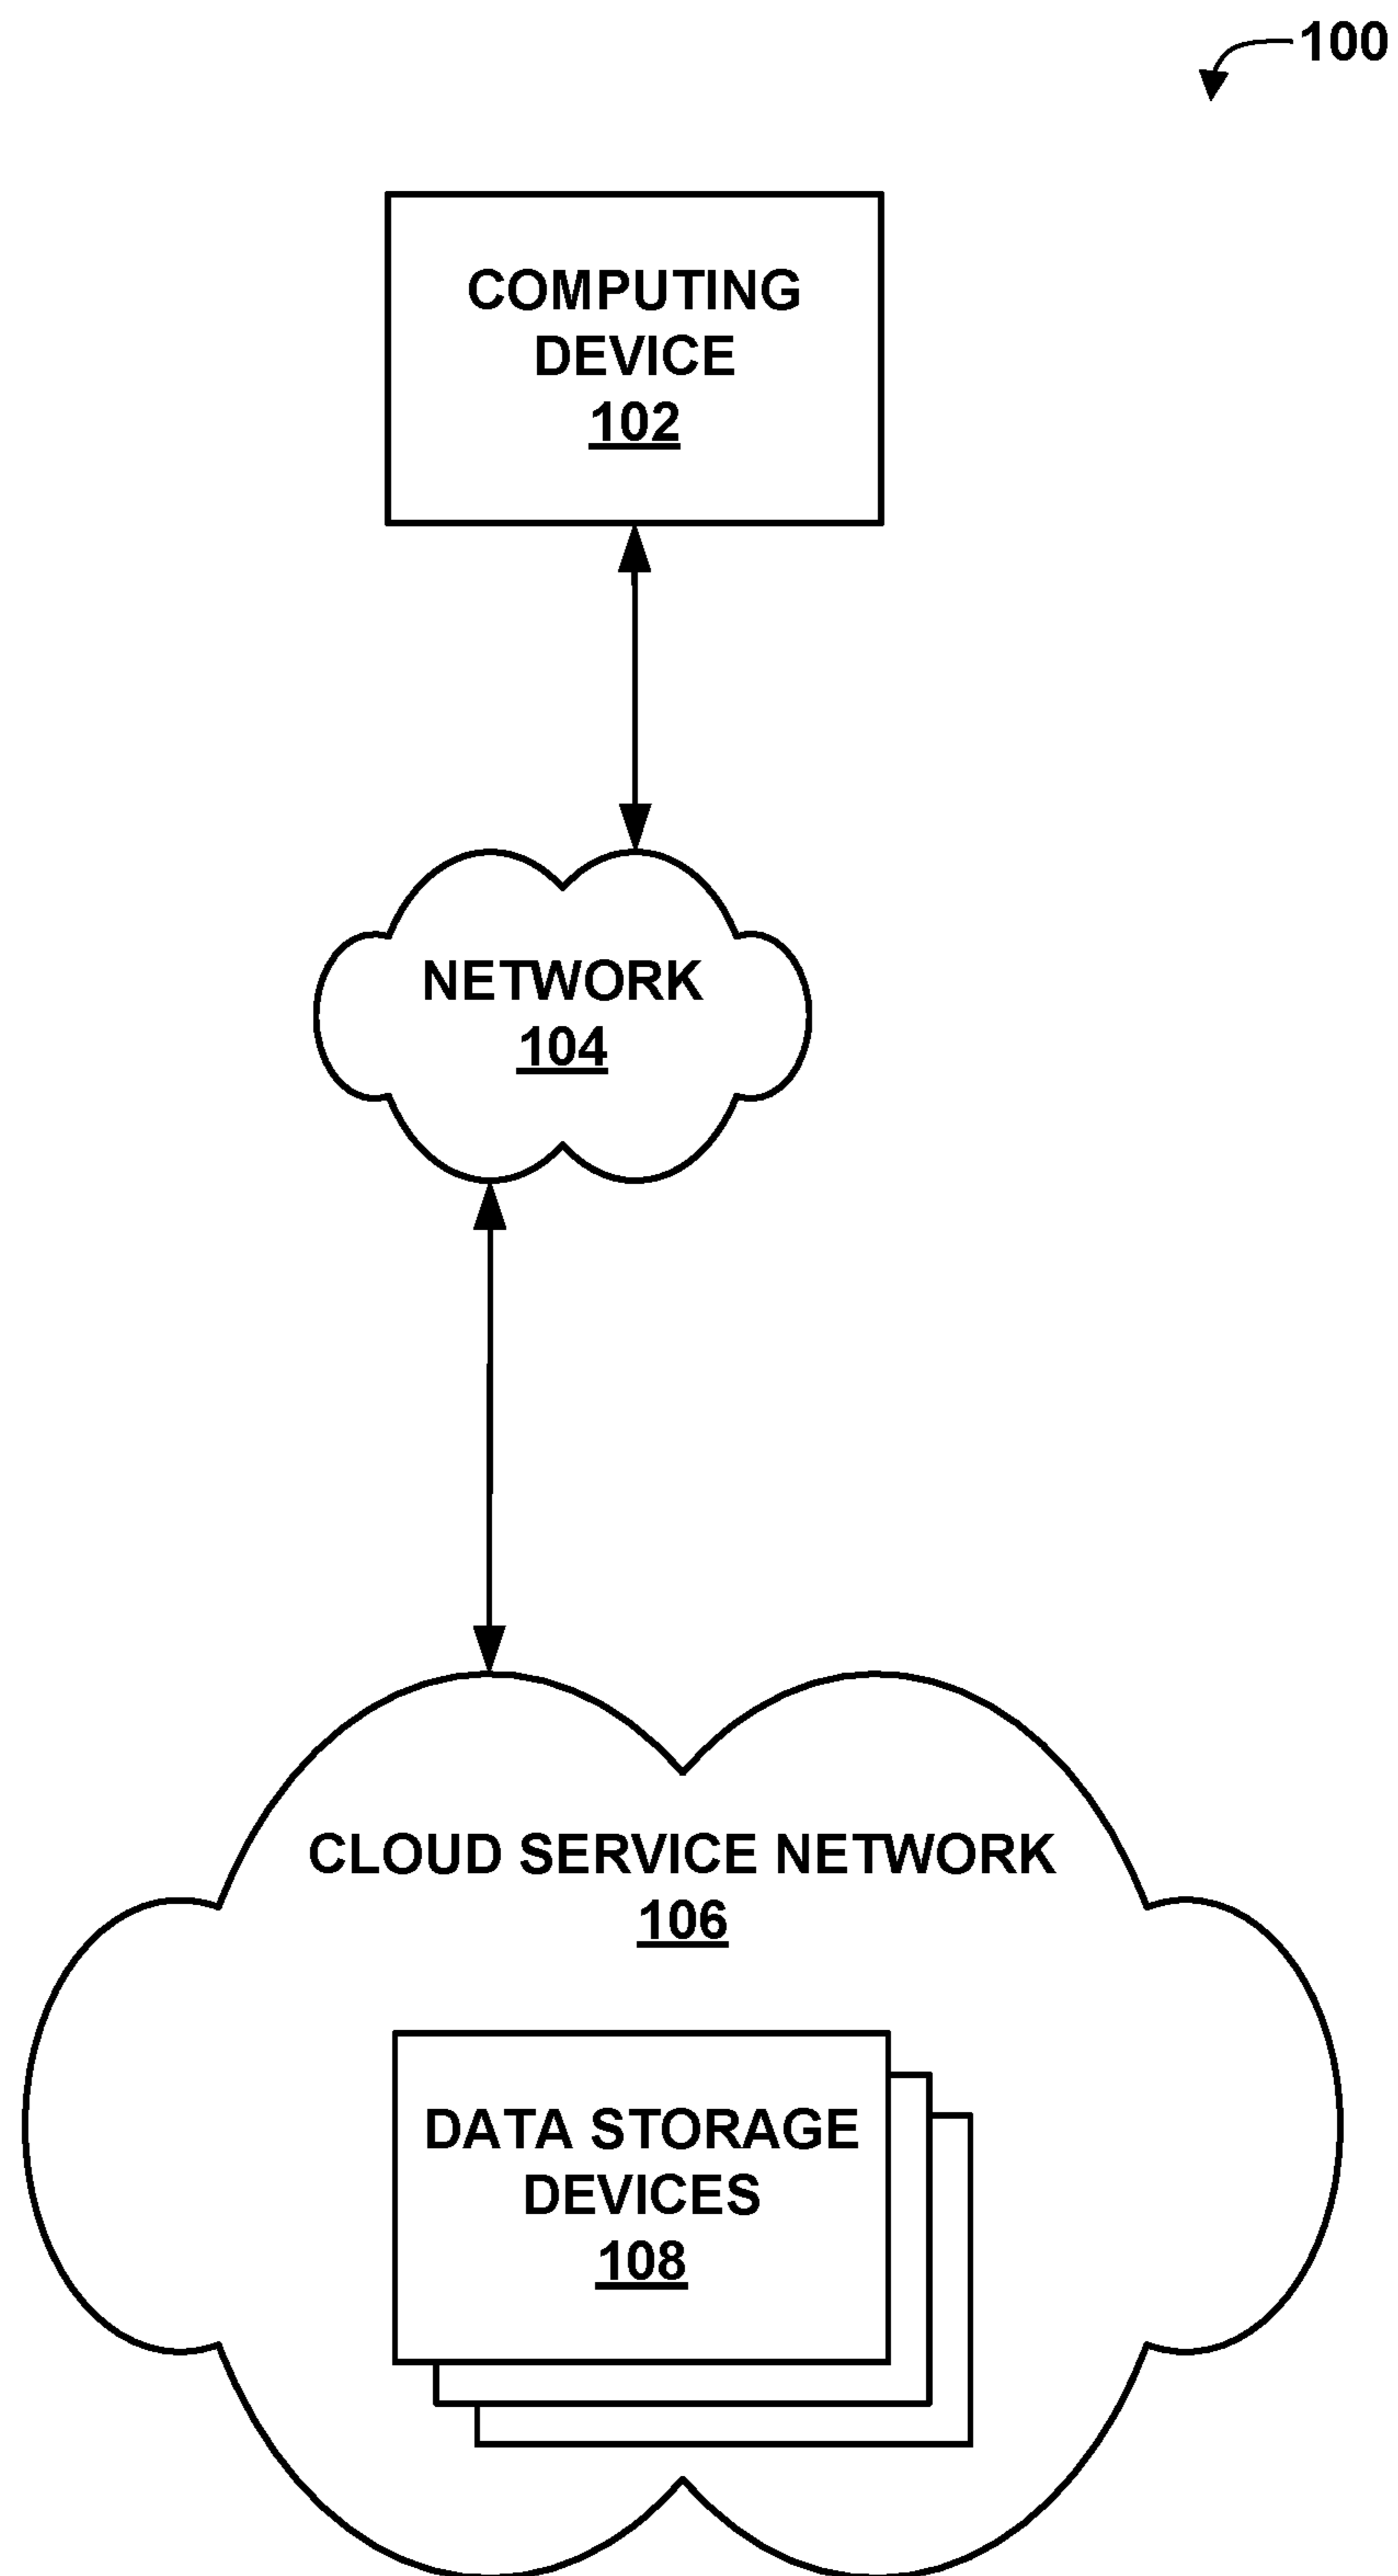 100
COMPUTING
DEVICE
102
NETWORK
104
CLOUD SERVICE NETWORK
106
DATA STORAGE
DEVICES
108